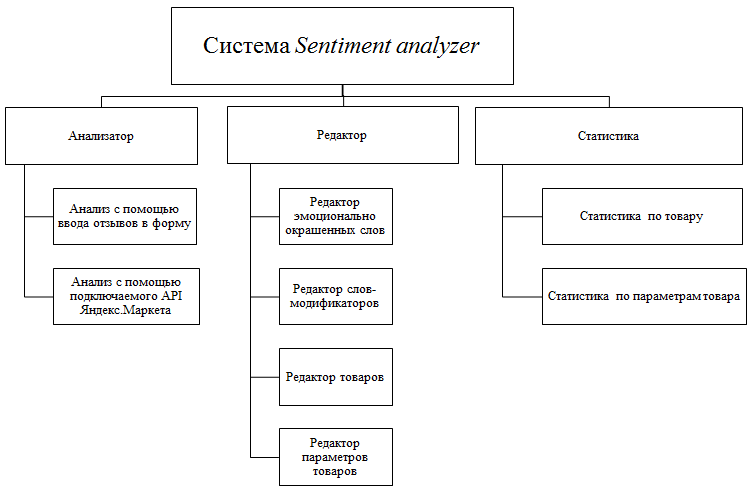 Система Sentiment analyzer
Анализатор
Анализ с помощью
ввода отзывов в форму
Анализ с помощью
подключаемого API
Яндекс.Маркета
Редактор
Редактор
эмоционально
окрашенных слов
Редактор слов-
модификаторов
Редактор товаров
Редактор
параметров
товаров
Статистика
Статистика по товару
Статистика по параметрам товара